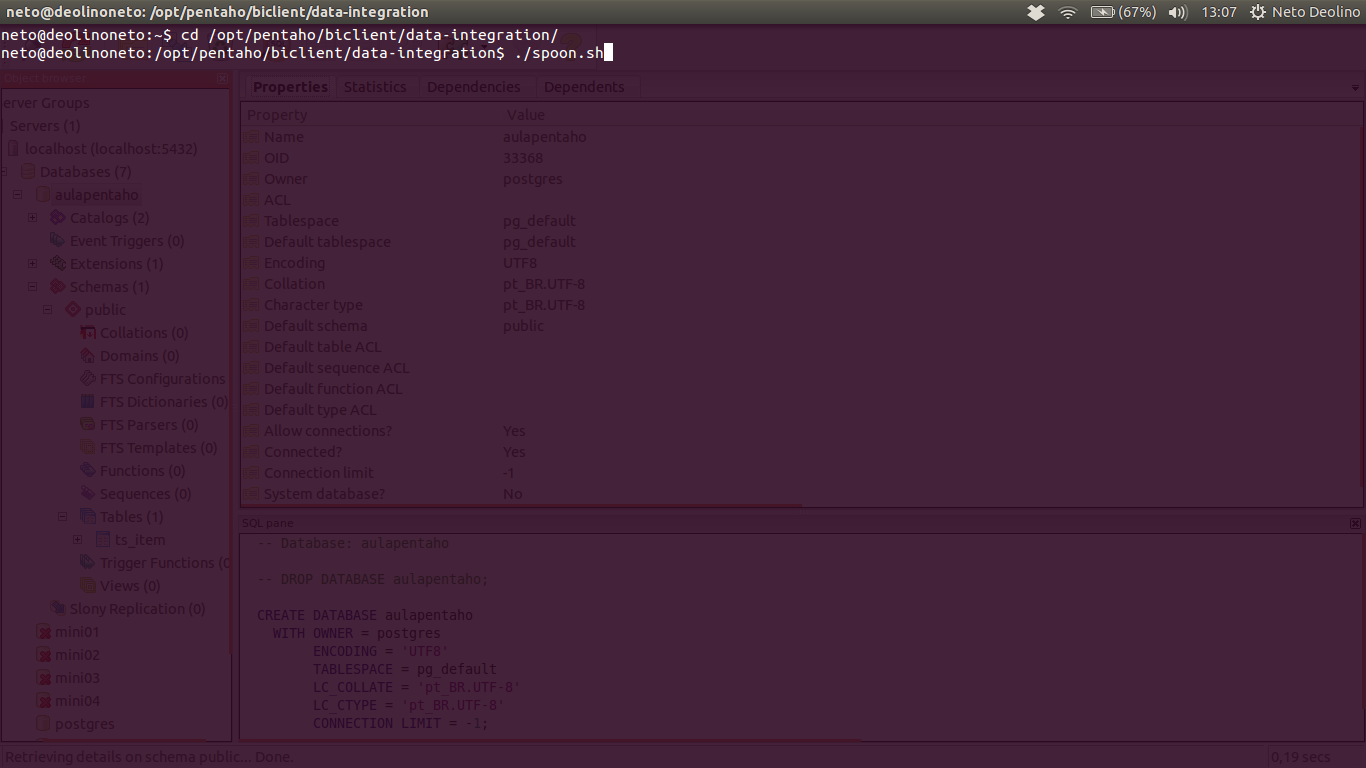 neto@deolinoneto: /opt/pentaho/biclient/data-integration
(67%)
13:07
Neto Deolino
neto@deolinoneto:~$ cd /opt/pentaho/biclient/data-integration/
neto@deolinoneto:/opt/pentaho/biclient/data-integration$ ./spoon.sh
Object browser
erver Groups
Servers (1)
localhost (localhost:5432)
Databases (7)
aulapentaho
Catalogs (2)
Event Triggers (0)
Extensions (1)
Schemas (1)
public
Collations (0)
Domains (0)
FTS Configurations
FTS Dictionaries (0)
FTS Parsers (0)
FTS Templates (0)
Functions (0)
Sequences (0)
Tables (1)
ts_item
Trigger Functions (0
Views (0)
Slony Replication (0)
mini01
mini02
mini03
mini04
postgres
Properties Statistics Dependencies Dependents
Property Value
Name aulapentaho
OID 33368
Owner postgres
ACL
Tablespace pg_default
Default tablespace pg_default
Encoding UTF8
Collation pt_BR.UTF-8
Character type pt_BR.UTF-8
Default schema public
Default table ACL
Default sequence ACL
Default function ACL
Default type ACL
Allow connections? Yes
Connected? Yes
Connection limit -1
System database? No
SQL pane
-- Database: aulapentaho
-- DROP DATABASE aulapentaho;
CREATE DATABASE aulapentaho
WITH OWNER = postgres
ENCODING = 'UTF8'
TABLESPACE = pg_default
LC_COLLATE = 'pt_BR.UTF-8'
LC_CTYPE = 'pt_BR.UTF-8'
CONNECTION LIMIT = -1;
Retrieving details on schema public... Done.
0,19 secs